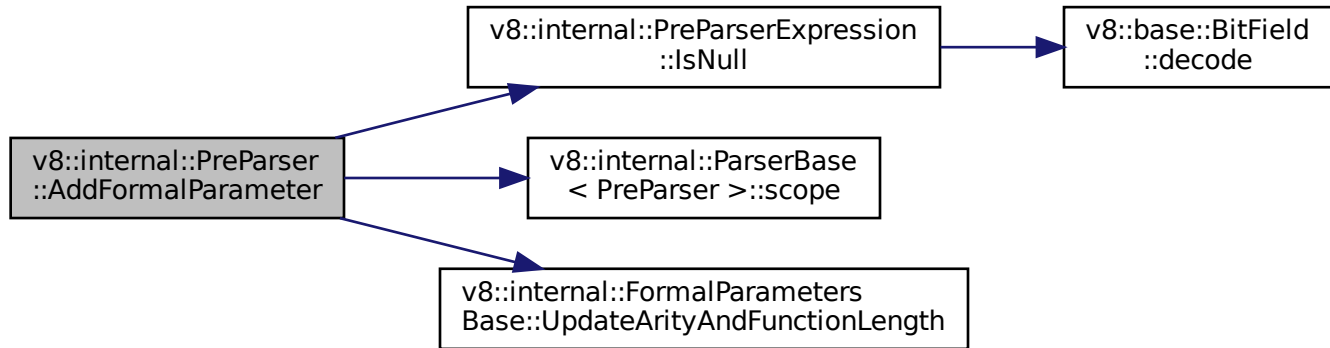 v8::internal::PreParserExpression
::IsNull
v8::base::BitField
::decode
v8::internal::PreParser
::AddFormalParameter
v8::internal::ParserBase
< PreParser >::scope
v8::internal::FormalParameters
Base::UpdateArityAndFunctionLength